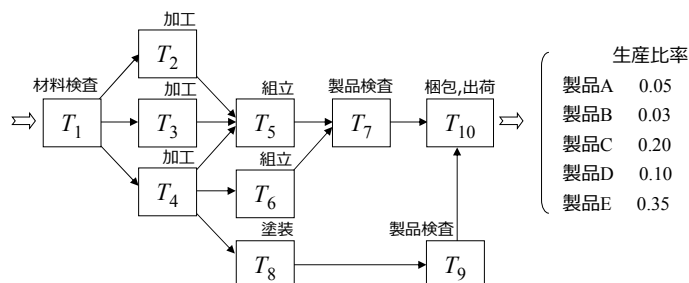 加工
T2
材料検査
T1
加工
T3
加工
T4
組立
T5
組立
T6
塗装
T8
製品検査
T7
製品検査
T9
梱包,出荷
T10
生産比率
製品A 0.05
製品B 0.03
製品C 0.20
製品D 0.10
製品E 0.35